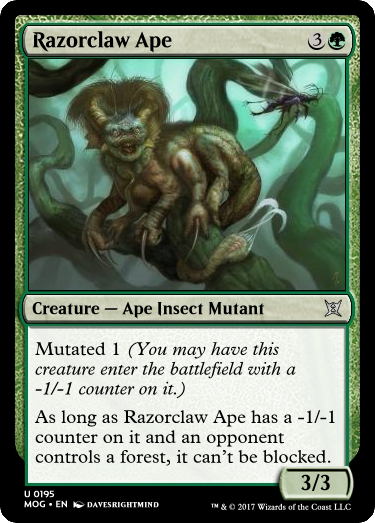 Razorclaw Ape 3
Creature — Ape Insect Mutant
Mutated 1 (You may have this
creature enter the battlefield with a
-1/-1 counter on it.)
As long as Razorclaw Ape has a -1/-1
counter on it and an opponent
controls a forest, it can't be blocked.
3/3
U 0195
MOG • EN DAVESRIGHTMIND
™ & © 2017 Wizards of the Coast LLC